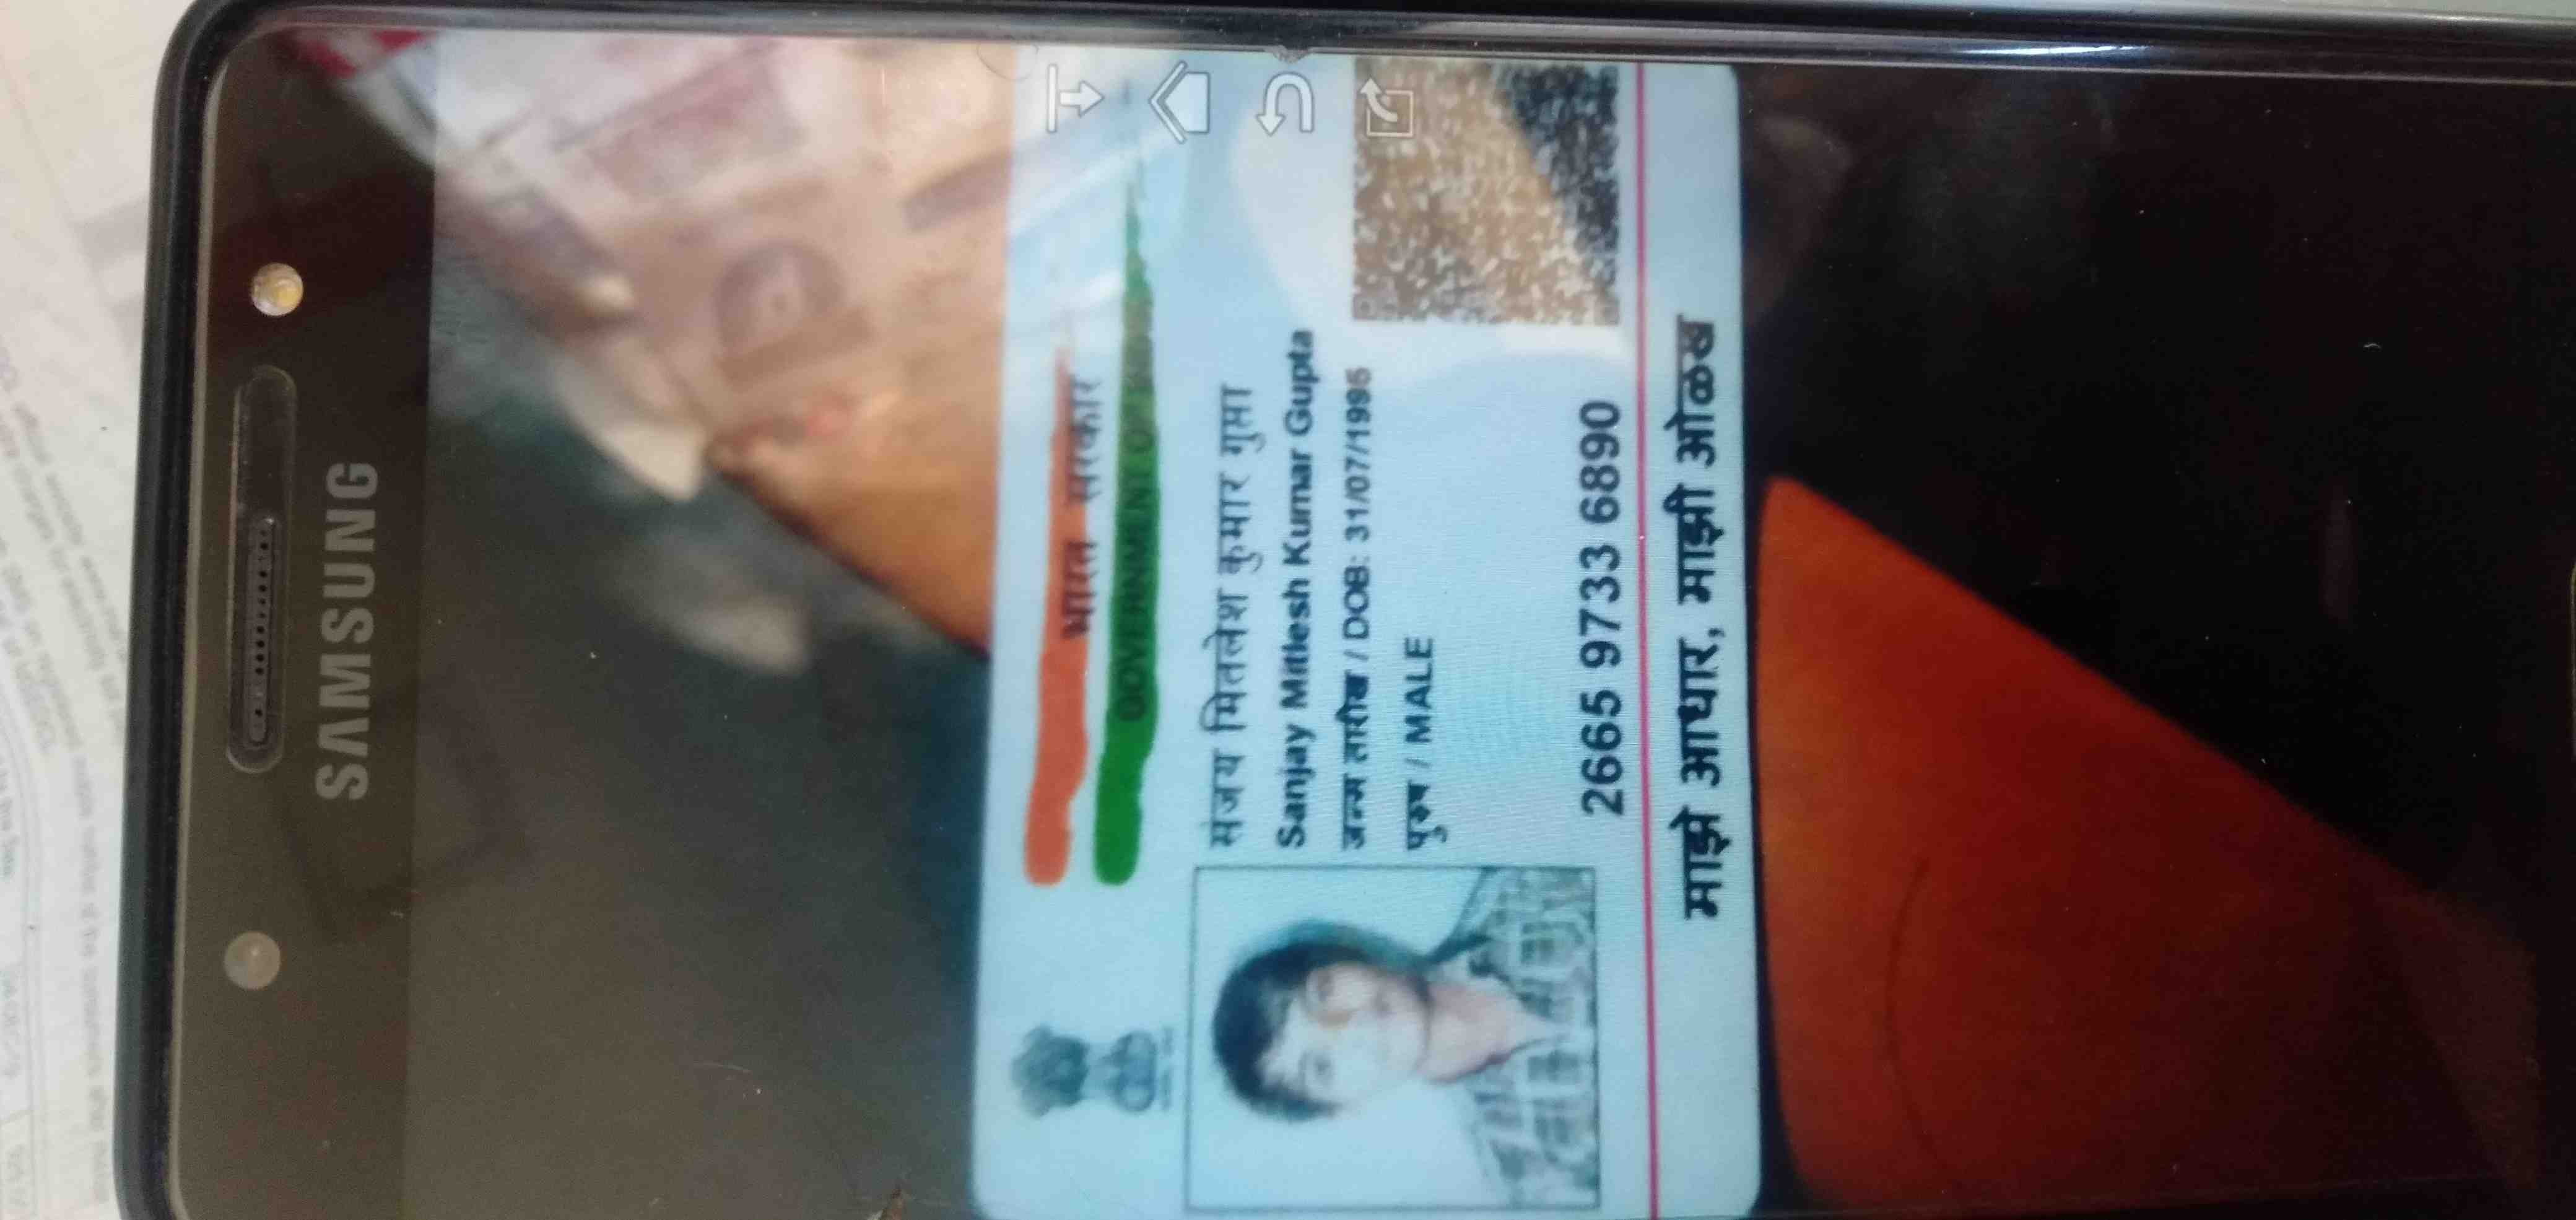 SAMSUNG
भारत सरकार
GOVERNMENT OF
संजय मितलेश कुमार गुप्ता
Sanjay Mitlesh Kumar Gupta
जन्म तारीख / DOB: 31/07/1995
पुरुष / MALE
2665 9733 6890
माझे आधार, माझी ओळख